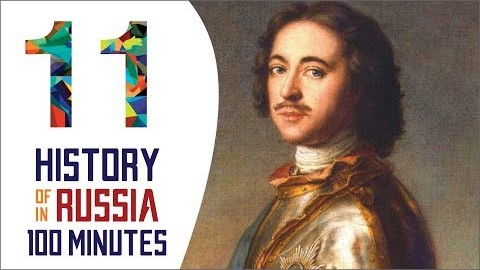 11
HISTORY
OF IN RUSSIA
100 MINUTES